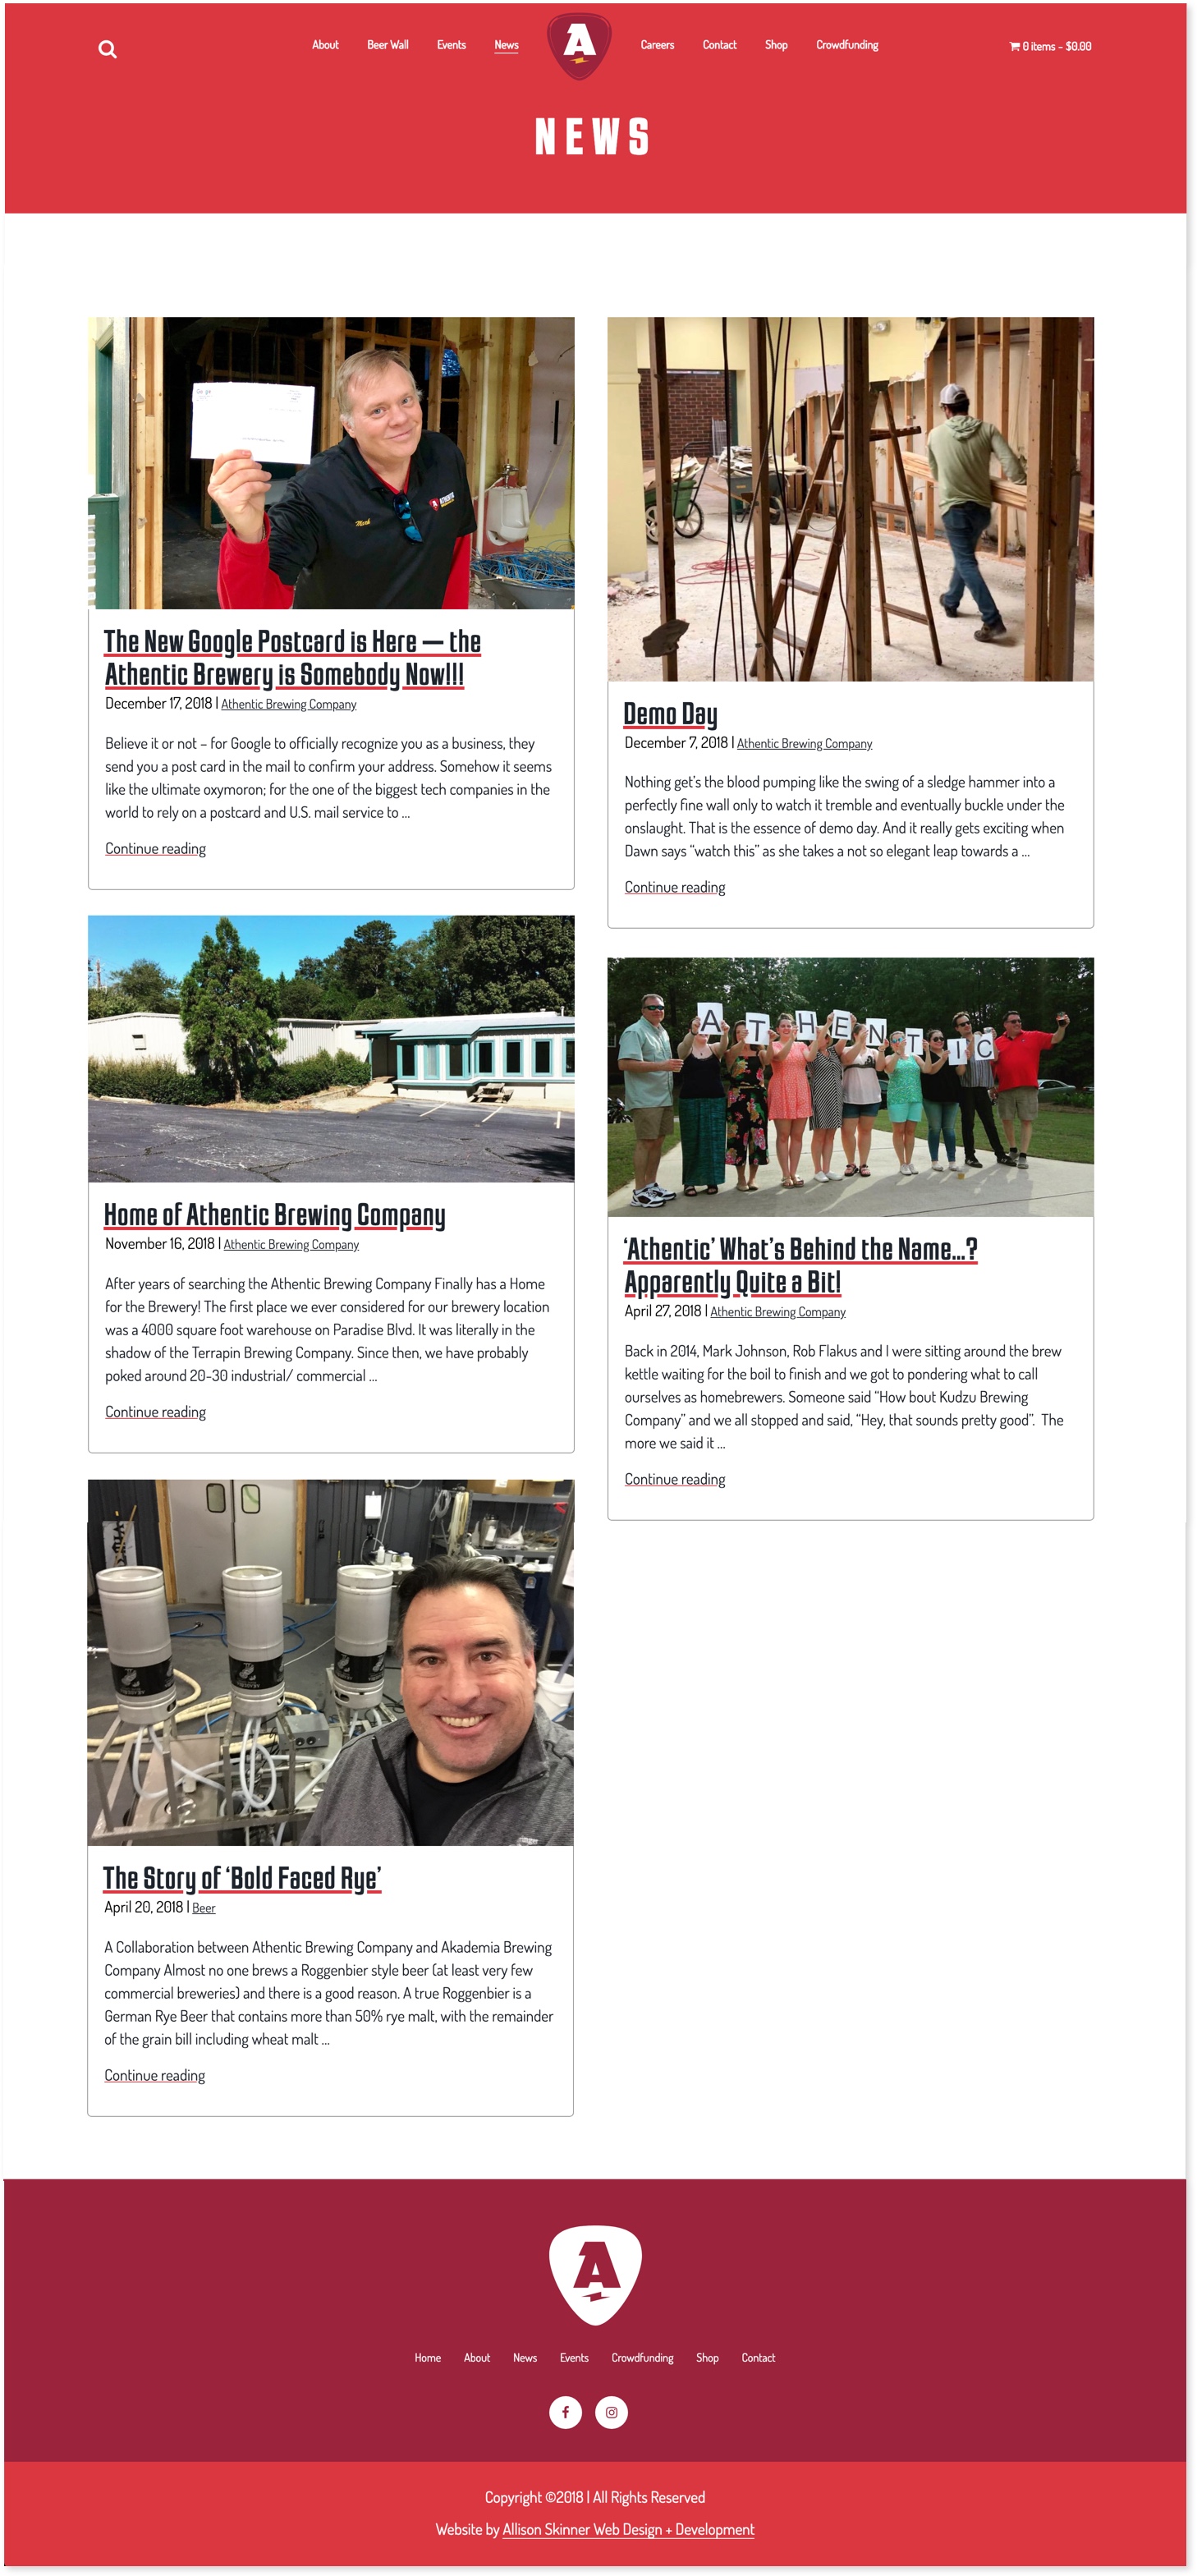 About Beer Wall Events News A Careers Contact Shop Crowdfunding 0 items - $0.00
NEWS
Mark
ATHENTIC
The New Google Postcard is Here — the
Athentic Brewery is Somebody Now!!!
December 17, 2018 | Athentic Brewing Company
Believe it or not – for Google to officially recognize you as a business, they
send you a post card in the mail to confirm your address. Somehow it seems
like the ultimate oxymoron; for the one of the biggest tech companies in the
world to rely on a postcard and U.S. mail service to ...
Continue reading
Demo Day
December 7, 2018 | Athentic Brewing Company
Nothing get’s the blood pumping like the swing of a sledge hammer into a
perfectly fine wall only to watch it tremble and eventually buckle under the
onslaught. That is the essence of demo day. And it really gets exciting when
Dawn says “watch this” as she takes a not so elegant leap towards a ...
Continue reading
Home of Athentic Brewing Company
November 16, 2018 | Athentic Brewing Company
After years of searching the Athentic Brewing Company Finally has a Home
for the Brewery! The first place we ever considered for our brewery location
was a 4000 square foot warehouse on Paradise Blvd. It was literally in the
shadow of the Terrapin Brewing Company. Since then, we have probably
poked around 20-30 industrial/ commercial ...
Continue reading
A T H E N T I C
‘Athentic’ What’s Behind the Name...?
Apparently Quite a Bit!
April 27, 2018 | Athentic Brewing Company
Back in 2014, Mark Johnson, Rob Flakus and I were sitting around the brew
kettle waiting for the boil to finish and we got to pondering what to call
ourselves as homebrewers. Someone said “How bout Kudzu Brewing
Company” and we all stopped and said, “Hey, that sounds pretty good”. The
more we said it ...
Continue reading
The Story of ‘Bold Faced Rye’
April 20, 2018 | Beer
A Collaboration between Athentic Brewing Company and Akademia Brewing
Company Almost no one brews a Roggenbier style beer (at least very few
commercial breweries) and there is a good reason. A true Roggenbier is a
German Rye Beer that contains more than 50% rye malt, with the remainder
of the grain bill including wheat malt ...
Continue reading
A
Home About News Events Crowdfunding Shop Contact
Copyright ©2018 | All Rights Reserved
Website by Allison Skinner Web Design + Development